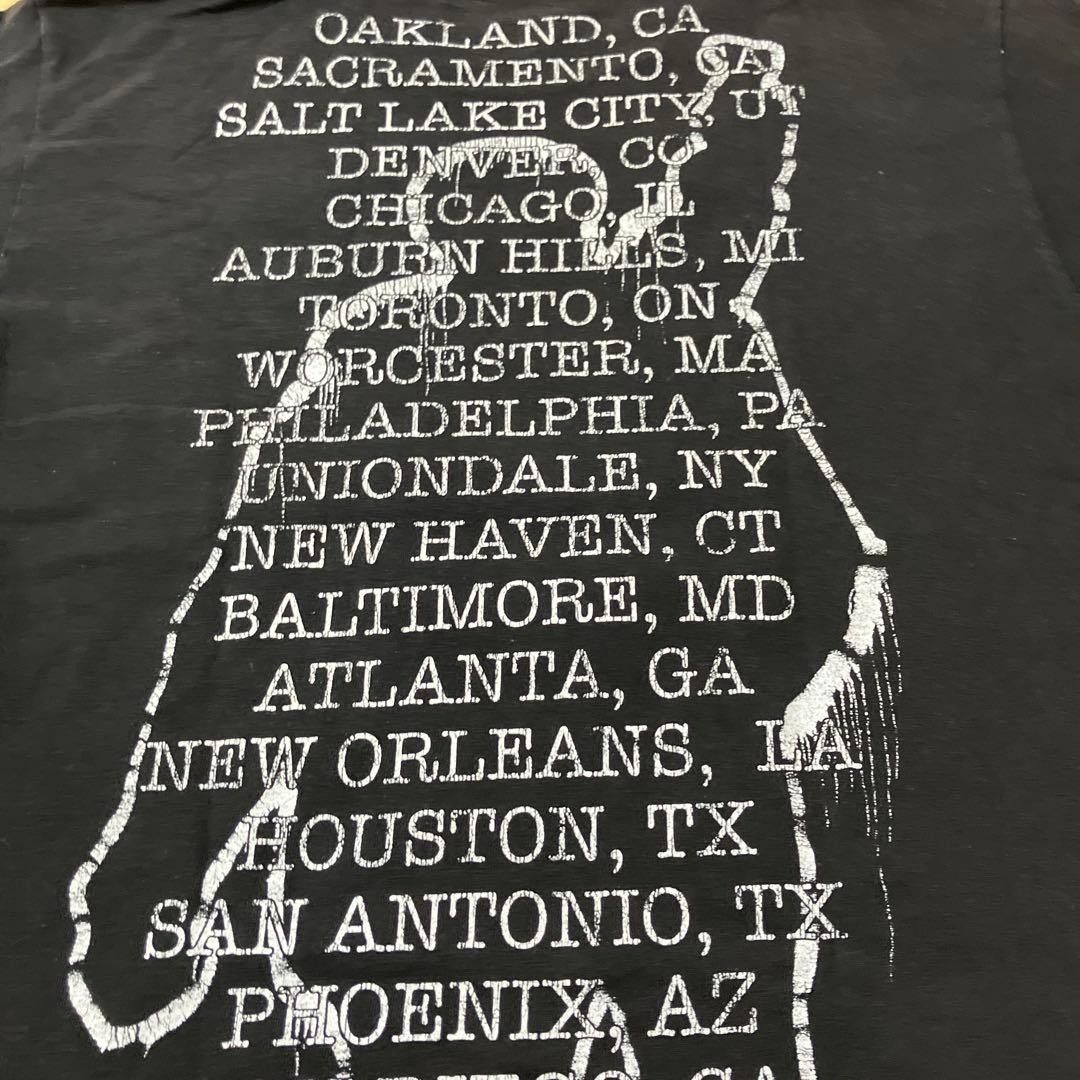 OAKLAND, CA
SACRAMENTO, CA
SALT LAKE CITY, UT
DENVER, CO
CHICAGO, IL
AUBURN HILLS, MI
TORONTO, ON
WORCESTER, MA
PHILADELPHIA, PA
UNIONDALE, NY
NEW HAVEN, CT
BALTIMORE, MD
ATLANTA, GA
NEW ORLEANS, LA
HOUSTON, TX
SAN ANTONIO, TX
PHOENIX, AZ
CA